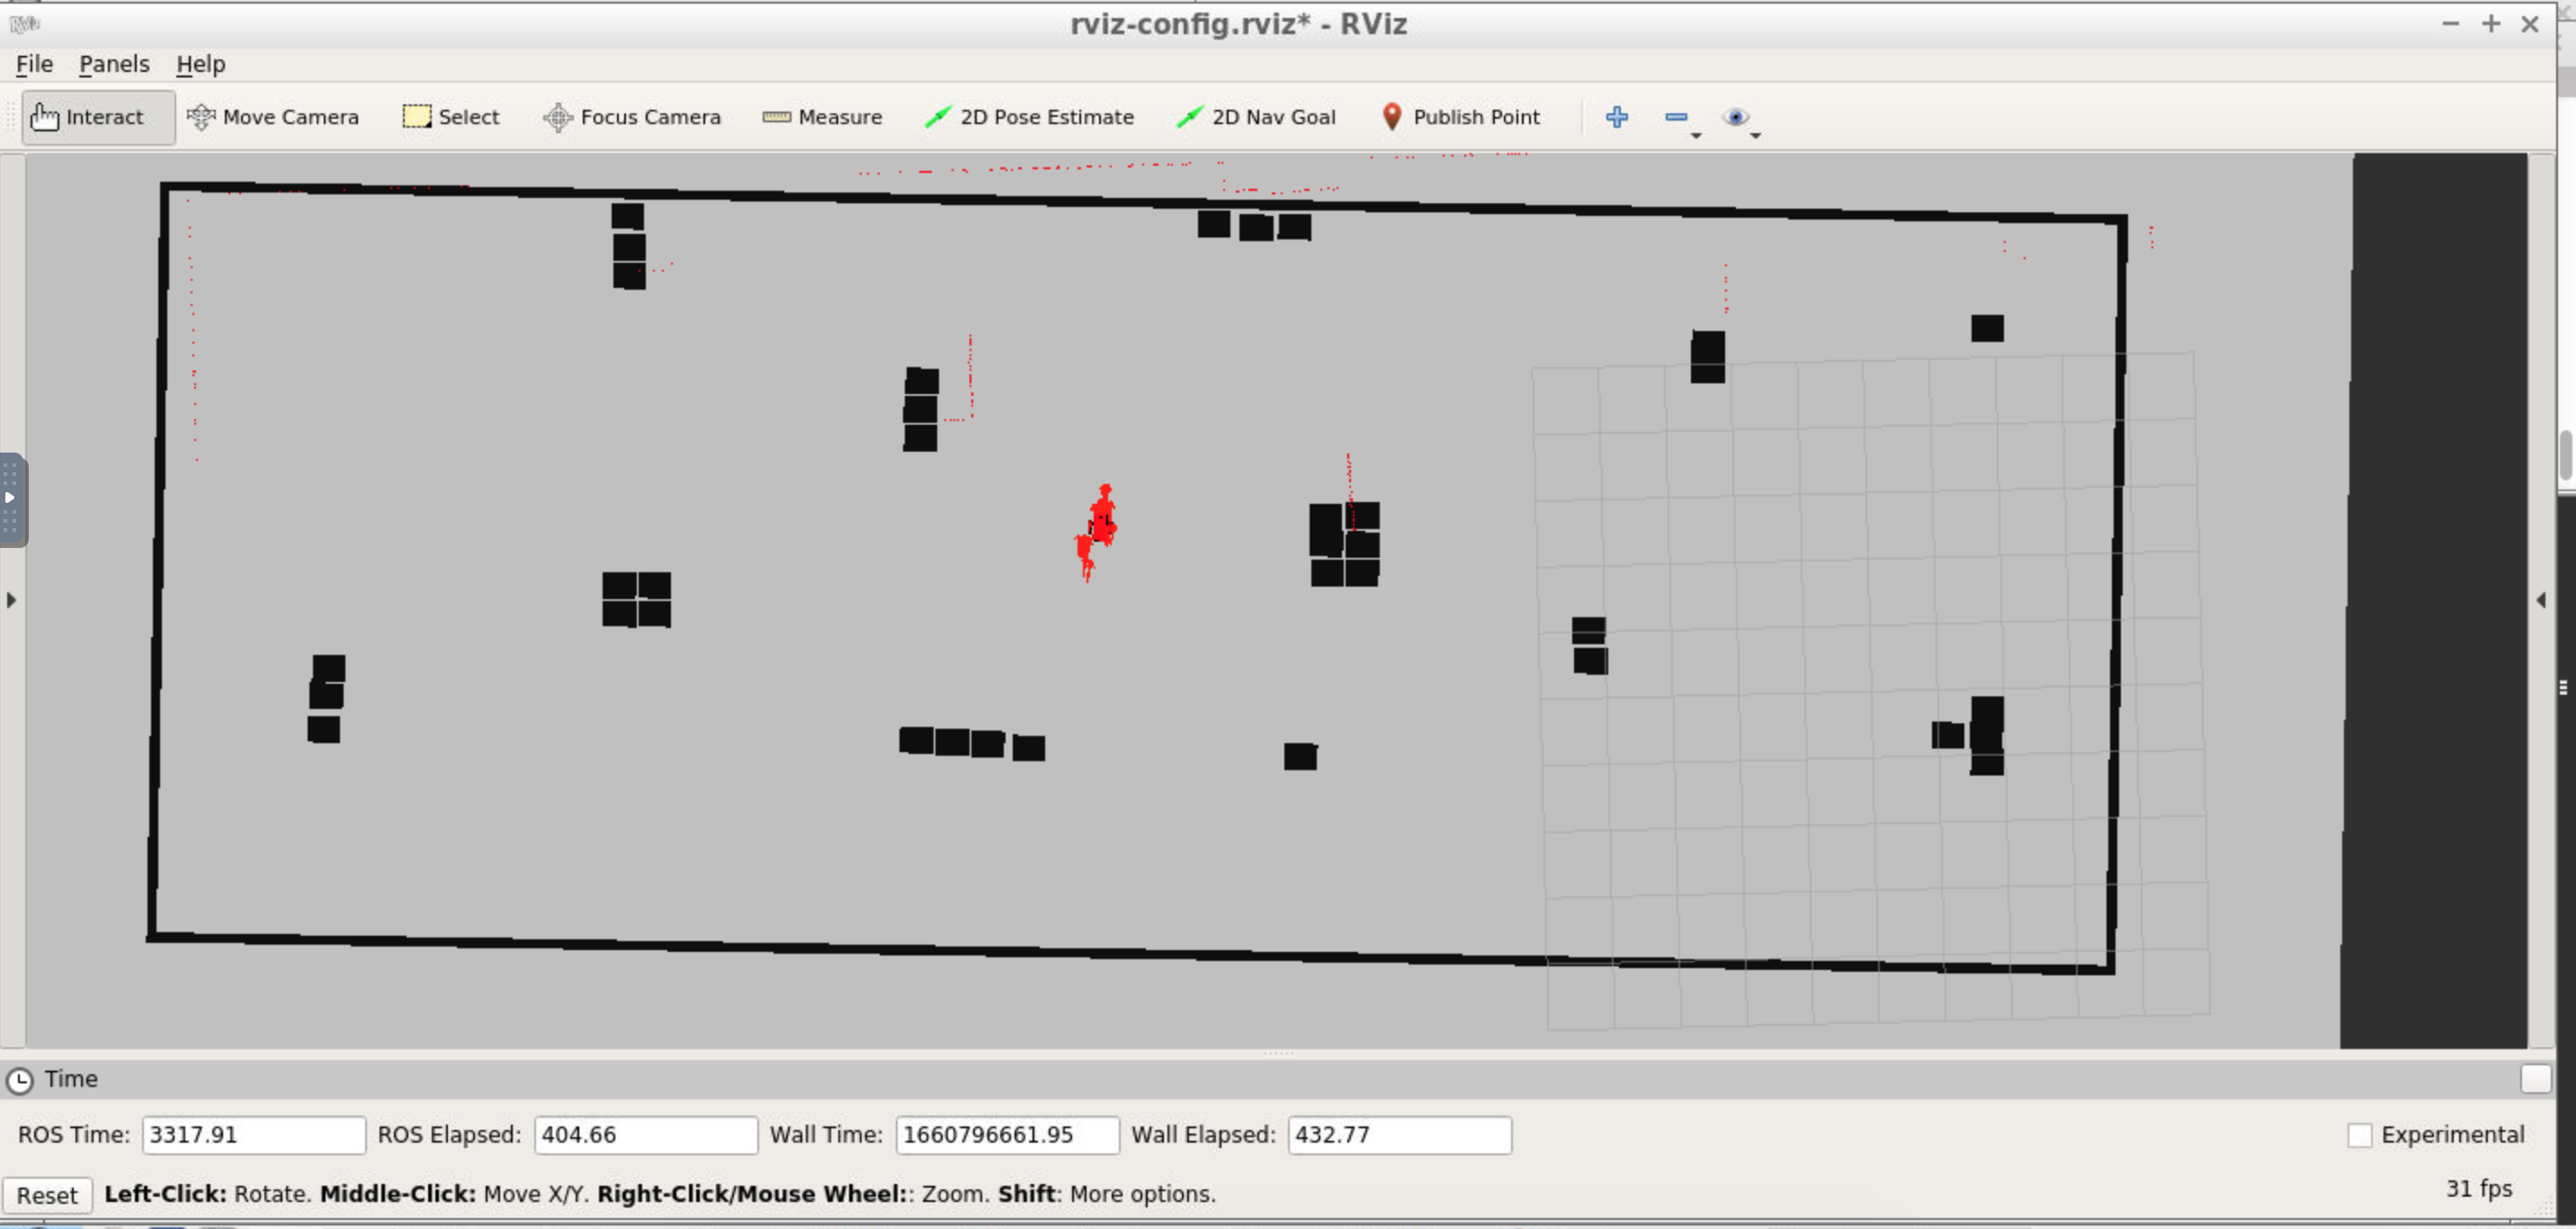 rviz-config.rviz* - RViz
File Panels Help
Interact Move Camera Select Focus Camera Measure 2D Pose Estimate 2D Nav Goal Publish Point
Time
ROS Time: 3317.91 ROS Elapsed: 404.66 Wall Time: 1660796661.95 Wall Elapsed: 432.77 Experimental
Reset Left-Click: Rotate. Middle-Click: Move X/Y. Right-Click/Mouse Wheel:: Zoom. Shift: More options. 31 fps